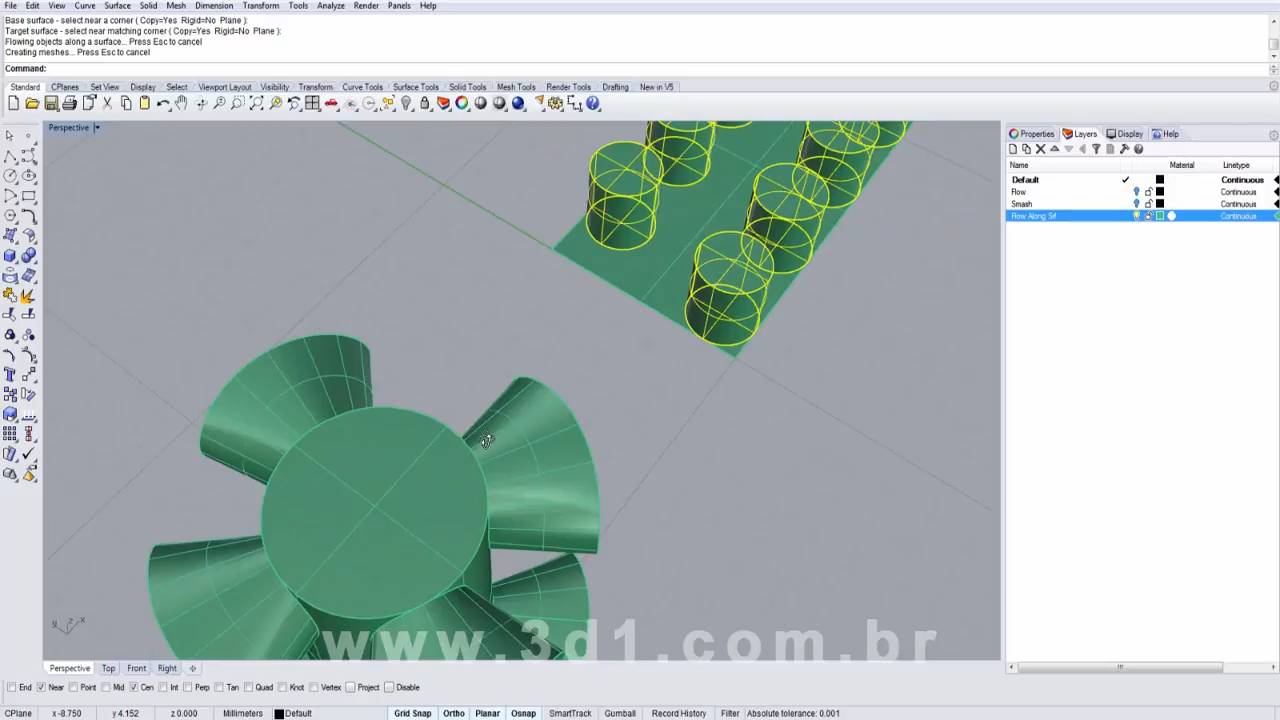 File Edit View Curve Surface Solid Mesh Dimension Transform Tools Analyze Render Panels Help
Base surface - select near a corner ( Copy=Yes Rigid=No Plane ):
Target surface - select near matching corner ( Copy=Yes Rigid=No Plane ):
Flowing objects along a surface... Press Esc to cancel
Creating meshes... Press Esc to cancel
Command:
Standard CPlanes Set View Display Select Viewport Layout Visibility Transform Curve Tools Surface Tools Solid Tools Mesh Tools Render Tools Drafting New in V5
Perspective
Properties Layers Display Help
Name Material Linetype
Default Continuous
Flow Continuous
Smash Continuous
Flow Along Srf Continuous
y z x
www.3d1.com.br
Perspective Top Front Right
End Near Point Mid Cen Int Perp Tan Quad Knot Vertex Project Disable
CPlane x -8.750 y 4.152 z 0.000 Millimeters Default Grid Snap Ortho Planar Osnap SmartTrack Gumball Record History Filter Absolute tolerance: 0.001